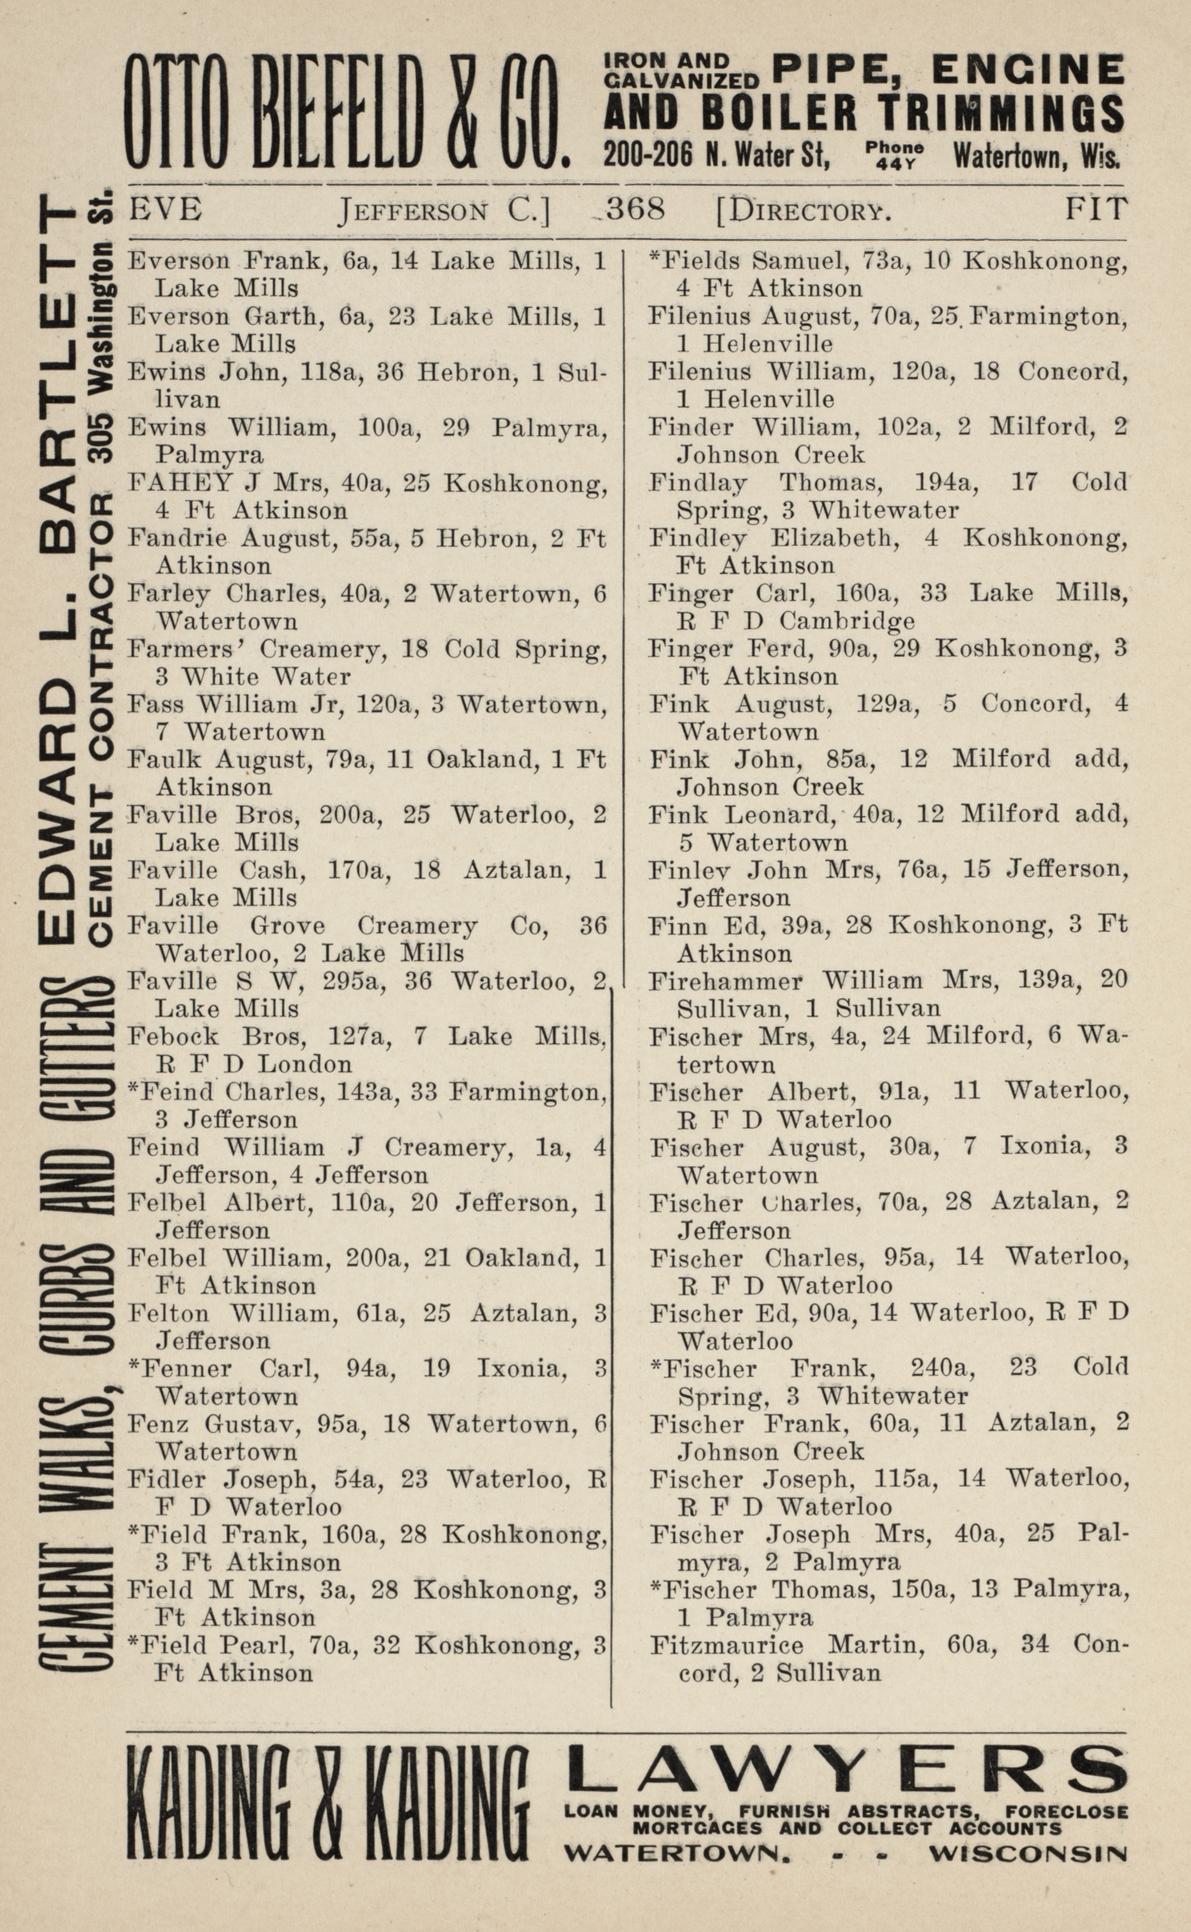 OTTO BIEFELD & CO.
IRON AND GALVANIZED PIPE, ENGINE
AND BOILER TRIMMINGS
200-206 N. Water St, Phone 44Y Watertown, Wis.
EVE JEFFERSON C.] 368 [DIRECTORY. FIT
EDWARD L. BARTLETT
CEMENT CONTRACTOR 305 Washington St.
CEMENT WALKS, CURBS AND GUTTERS
Everson Frank, 6a, 14 Lake Mills, 1
Lake Mills
Everson Garth, 6a, 23 Lake Mills, 1
Lake Mills
Ewins John, 118a, 36 Hebron, 1 Sul-
livan
Ewins William, 100a, 29 Palmyra,
Palmyra
FAHEY J Mrs, 40a, 25 Koshkonong,
4 Ft Atkinson
Fandrie August, 55a, 5 Hebron, 2 Ft
Atkinson
Farley Charles, 40a, 2 Watertown, 6
Watertown
Farmers' Creamery, 18 Cold Spring,
3 White Water
Fass William Jr, 120a, 3 Watertown,
7 Watertown
Faulk August, 79a, 11 Oakland, 1 Ft
Atkinson
Faville Bros, 200a, 25 Waterloo, 2
Lake Mills
Faville Cash, 170a, 18 Aztalan, 1
Lake Mills
Faville Grove Creamery Co, 36
Waterloo, 2 Lake Mills
Faville S W, 295a, 36 Waterloo, 2,
Lake Mills
Febock Bros, 127a, 7 Lake Mills,
R F D London
*Feind Charles, 143a, 33 Farmington,
3 Jefferson
Feind William J Creamery, 1a, 4
Jefferson, 4 Jefferson
Felbel Albert, 110a, 20 Jefferson, 1
Jefferson
Felbel William, 200a, 21 Oakland, 1
Ft Atkinson
Felton William, 61a, 25 Aztalan, 3
Jefferson
*Fenner Carl, 94a, 19 Ixonia, 3
Watertown
Fenz Gustav, 95a, 18 Watertown, 6
Watertown
Fidler Joseph, 54a, 23 Waterloo, R
F D Waterloo
*Field Frank, 160a, 28 Koshkonong,
3 Ft Atkinson
Field M Mrs, 3a, 28 Koshkonong, 3
Ft Atkinson
*Field Pearl, 70a, 32 Koshkonong, 3
Ft Atkinson
*Fields Samuel, 73a, 10 Koshkonong,
4 Ft Atkinson
Filenius August, 70a, 25, Farmington,
1 Helenville
Filenius William, 120a, 18 Concord,
1 Helenville
Finder William, 102a, 2 Milford, 2
Johnson Creek
Findlay Thomas, 194a, 17 Cold
Spring, 3 Whitewater
Findley Elizabeth, 4 Koshkonong,
Ft Atkinson
Finger Carl, 160a, 33 Lake Mills,
R F D Cambridge
Finger Ferd, 90a, 29 Koshkonong, 3
Ft Atkinson
Fink August, 129a, 5 Concord, 4
Watertown
Fink John, 85a, 12 Milford add,
Johnson Creek
Fink Leonard, 40a, 12 Milford add,
5 Watertown
Finley John Mrs, 76a, 15 Jefferson,
Jefferson
Finn Ed, 39a, 28 Koshkonong, 3 Ft
Atkinson
Firehammer William Mrs, 139a, 20
Sullivan, 1 Sullivan
Fischer Mrs, 4a, 24 Milford, 6 Wa-
tertown
Fischer Albert, 91a, 11 Waterloo,
R F D Waterloo
Fischer August, 30a, 7 Ixonia, 3
Watertown
Fischer Charles, 70a, 28 Aztalan, 2
Jefferson
Fischer Charles, 95a, 14 Waterloo,
R F D Waterloo
Fischer Ed, 90a, 14 Waterloo, R F D
Waterloo
*Fischer Frank, 240a, 23 Cold
Spring, 3 Whitewater
Fischer Frank, 60a, 11 Aztalan, 2
Johnson Creek
Fischer Joseph, 115a, 14 Waterloo,
R F D Waterloo
Fischer Joseph Mrs, 40a, 25 Pal-
myra, 2 Palmyra
*Fischer Thomas, 150a, 13 Palmyra,
1 Palmyra
Fitzmaurice Martin, 60a, 34 Con-
cord, 2 Sullivan
KADING & KADING
LAWYERS
LOAN MONEY, FURNISH ABSTRACTS, FORECLOSE
MORTGAGES AND COLLECT ACCOUNTS
WATERTOWN. - - WISCONSIN